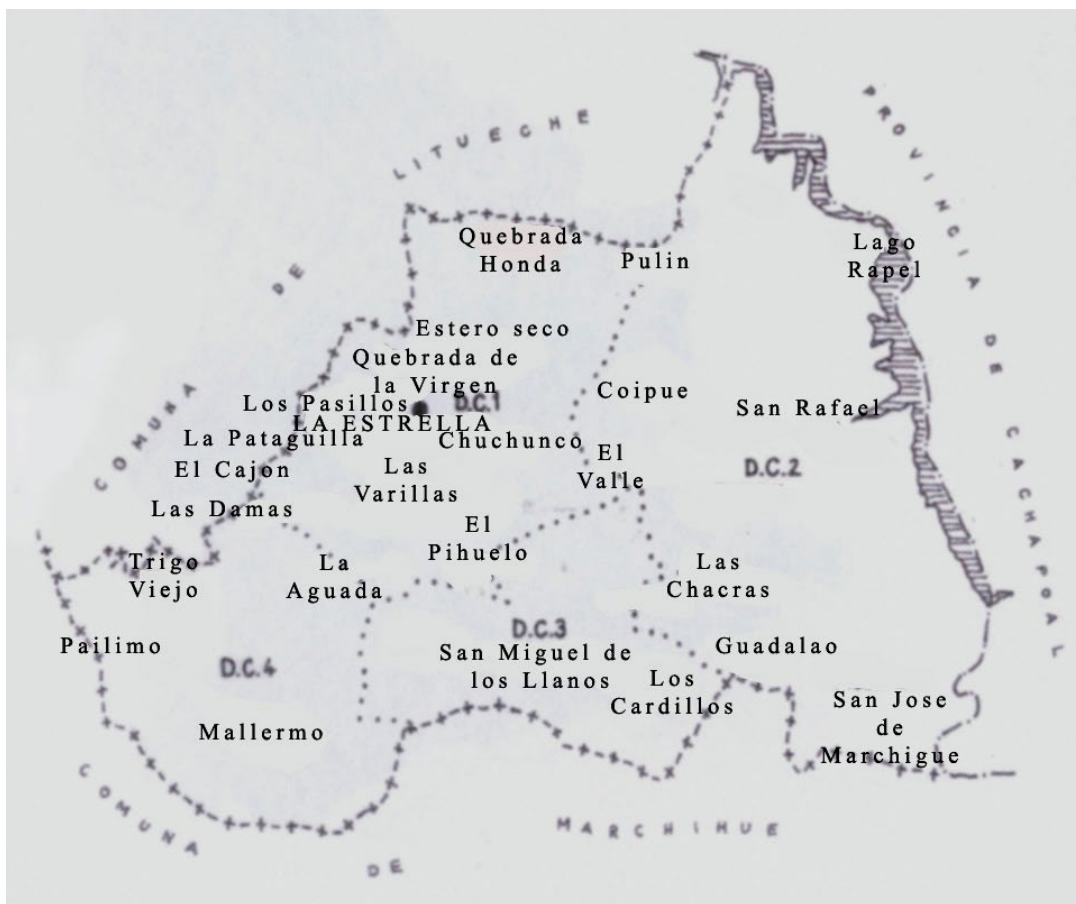 COMUNA DE LITUECHE
PROVINCIA DE CACHAPOAL
Quebrada
Honda
Pulin
Lago
Rapel
Estero seco
Quebrada de
la Virgen
Los Pasillos
D.C.1
LA ESTRELLA
Coipue
San Rafael
La Pataguilla
Chuchunco
El Cajon
Las
Varillas
El
Valle
D.C.2
Las Damas
El
Pihuelo
Trigo
Viejo
La
Aguada
Las
Chacras
D.C.3
Pailimo
D.C.4
San Miguel de
los Llanos
Guadalao
Los
Cardillos
San Jose
de
Marchigue
Mallermo
COMUNA DE MARCHIHUE